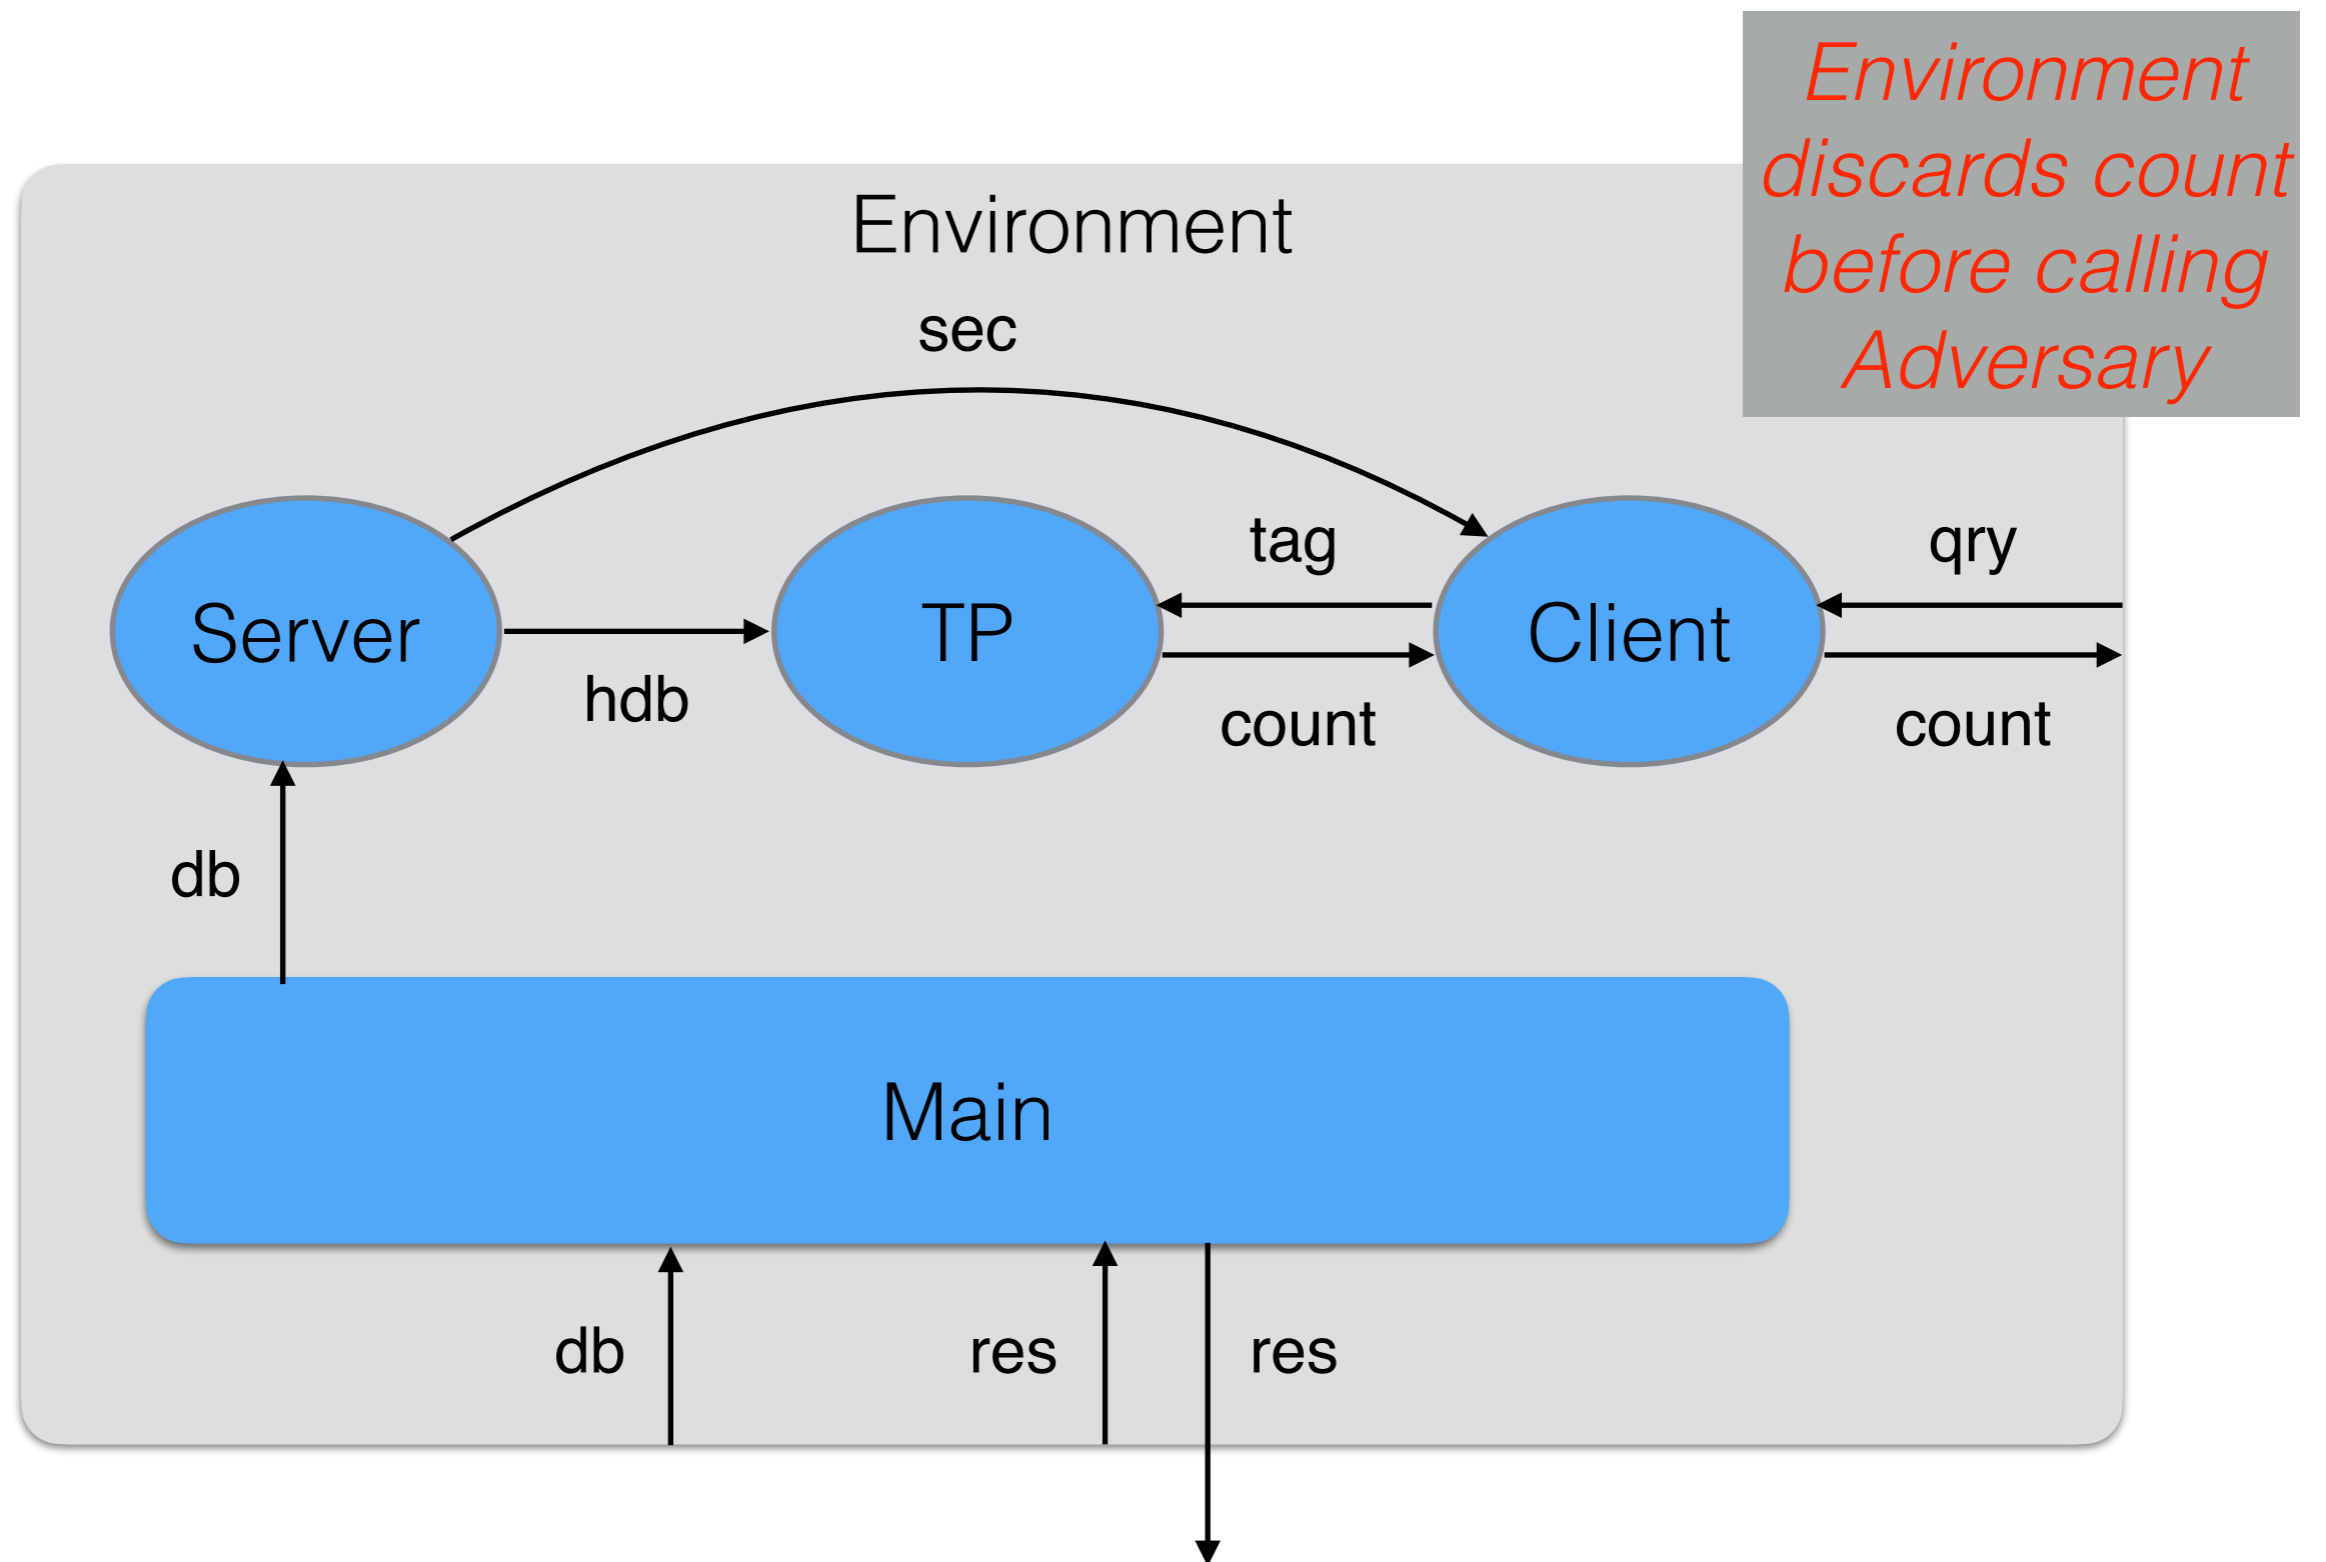 Environment
discards count
before calling
Adversary
Environment
sec
tag
qry
Server
TP
Client
hdb
count
count
db
Main
db
res
res